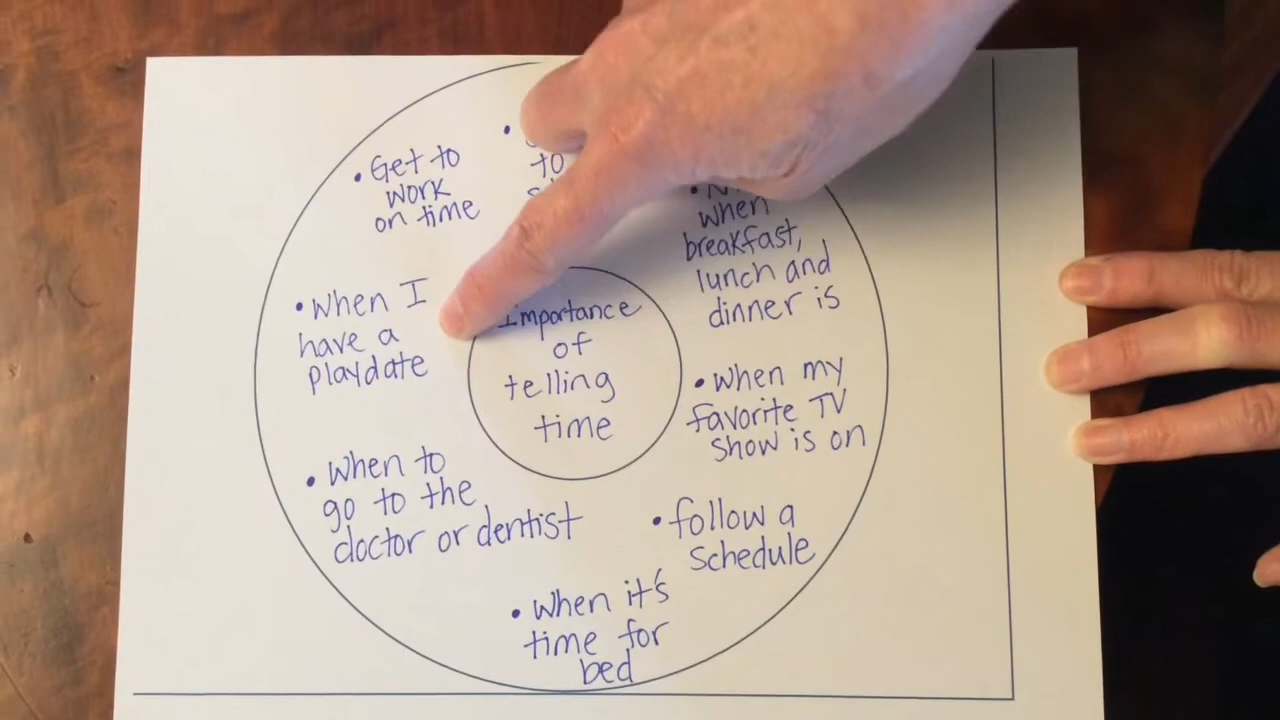 Importance
of
telling
time
• Get to
work
on time
•
to
•
when
breakfast,
lunch and
dinner is
• when my
favorite TV
show is on
• follow a
schedule
• when it's
time for
bed
• when to
go to the
doctor or dentist
• when I
have a
playdate